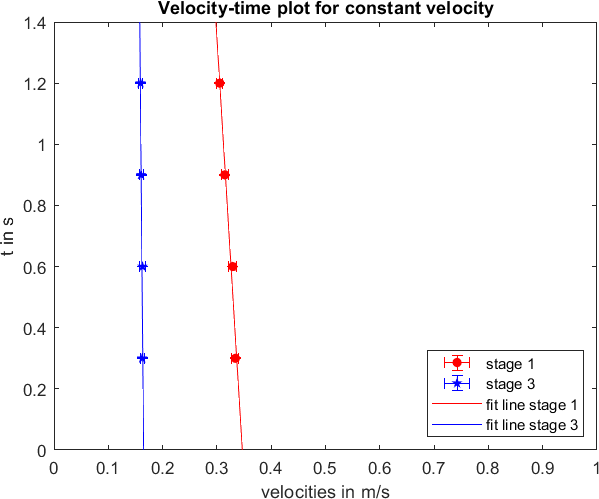 Velocity-time plot for constant velocity
1.4
1.2
1
0.8
0.6
0.4
0.2
0
t in s
stage 1
stage 3
fit line stage 1
fit line stage 3
0 0.1 0.2 0.3 0.4 0.5 0.6 0.7 0.8 0.9 1
velocities in m/s